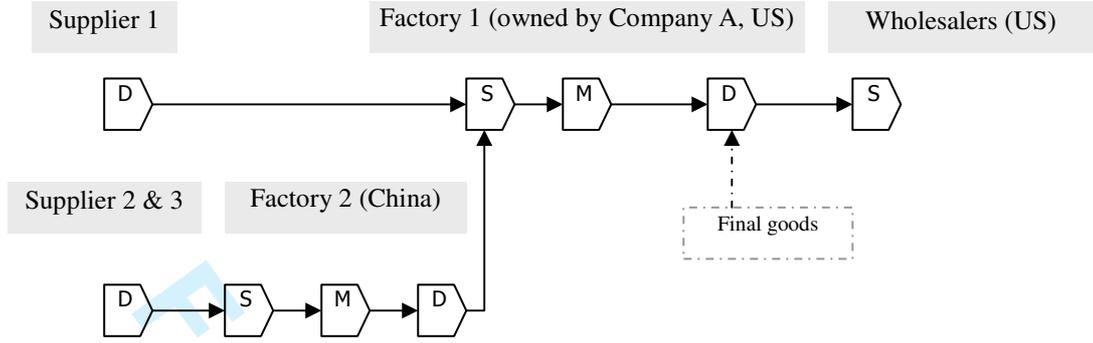 Supplier 1
Factory 1 (owned by Company A, US)
Wholesalers (US)
D
S
M
D
S
Supplier 2 & 3
Factory 2 (China)
Final goods
D
S
M
D
F